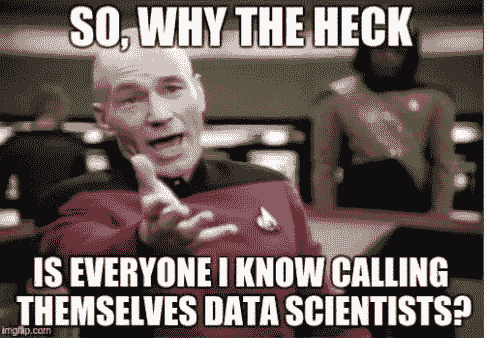 SO, WHY THE HECK
IS EVERYONE I KNOW CALLING
THEMSELVES DATA SCIENTISTS?
imgflip.com